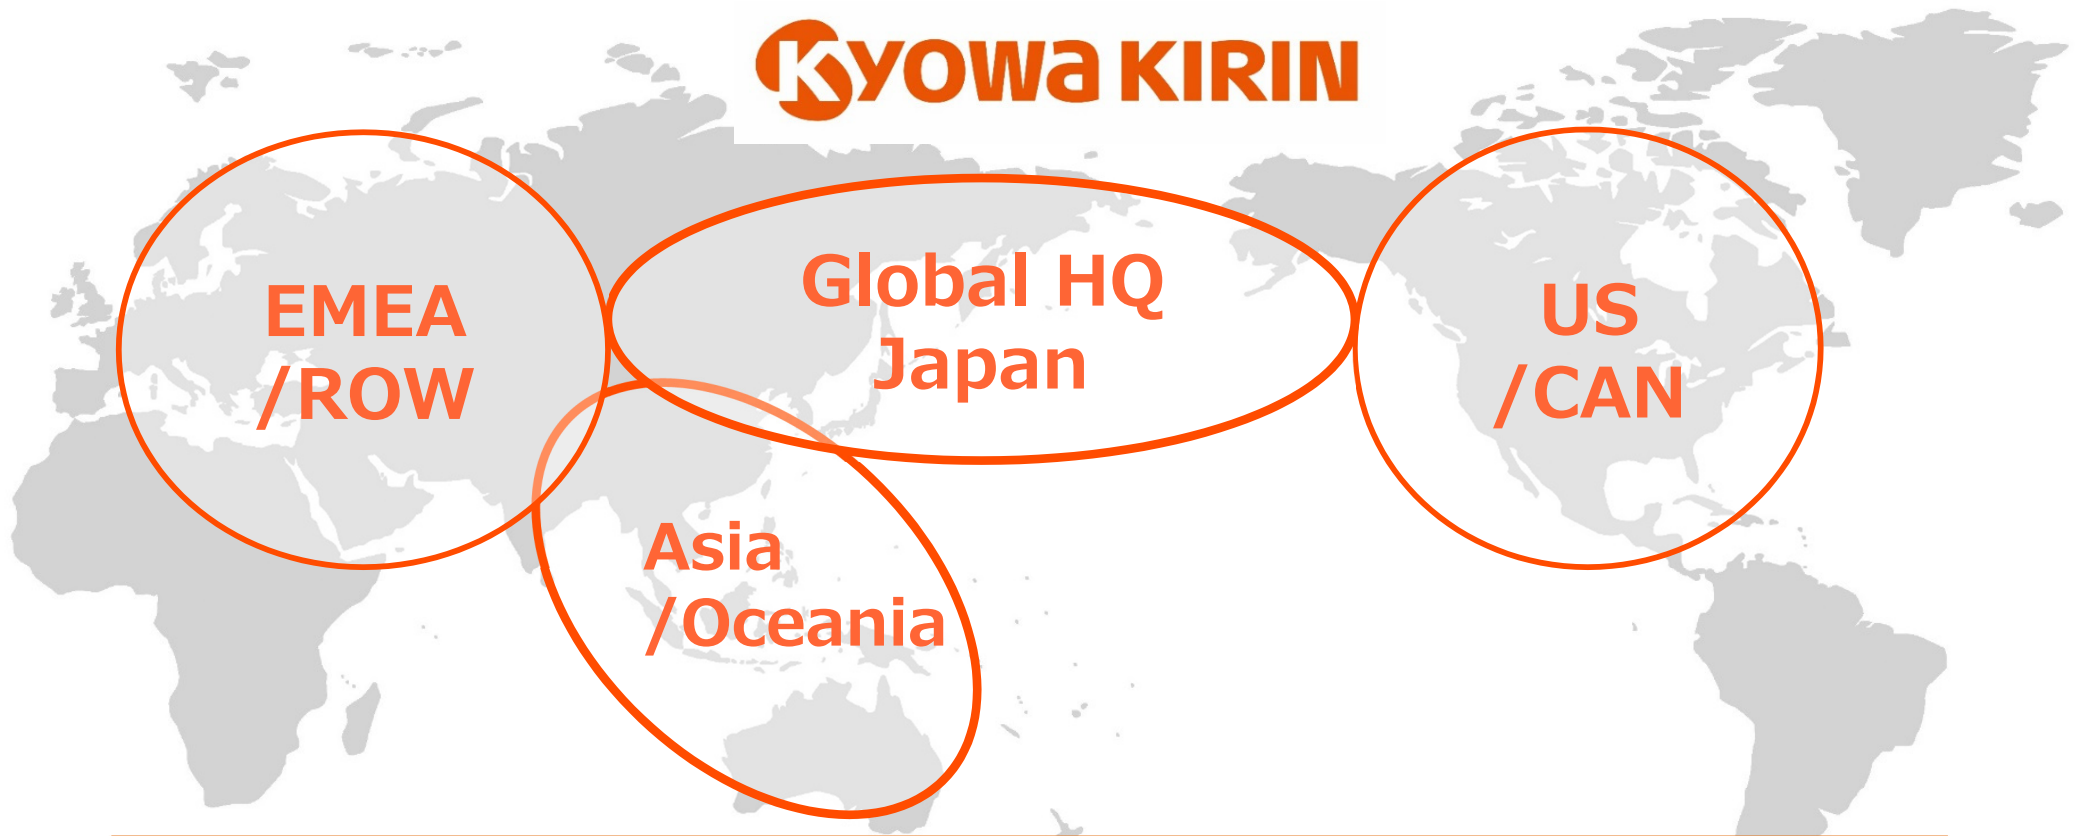 KYOWA KIRIN
EMEA
/ROW
Global HQ
Japan
US
/CAN
Asia
/Oceania